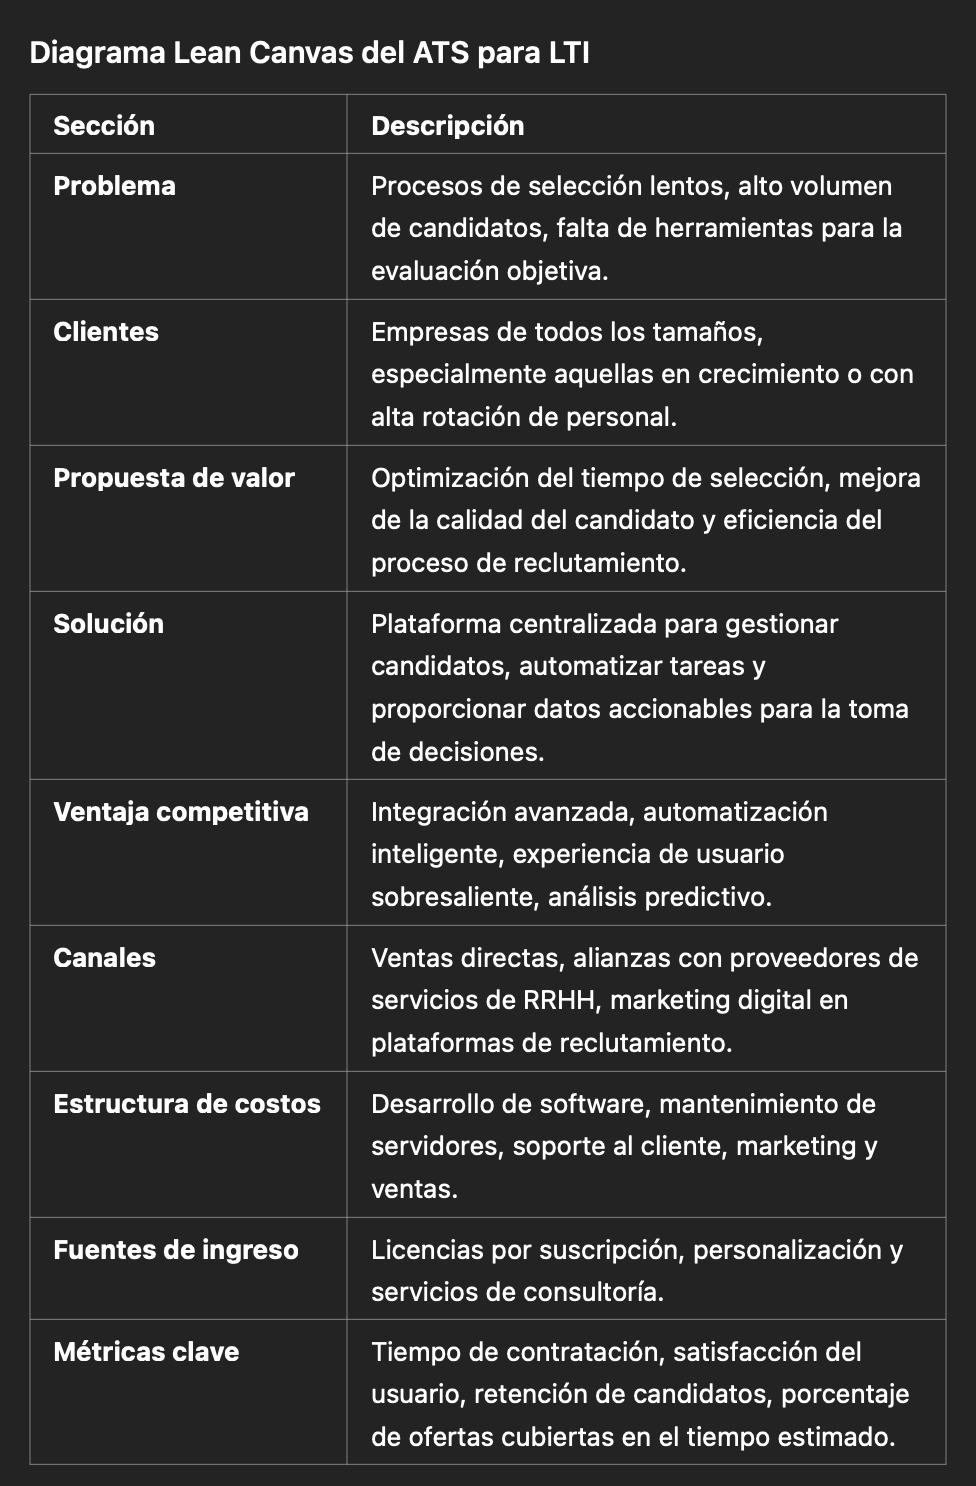 Diagrama Lean Canvas del ATS para LTI
Sección
Descripción
Problema
Procesos de selección lentos, alto volumen
de candidatos, falta de herramientas para la
evaluación objetiva.
Clientes
Empresas de todos los tamaños,
especialmente aquellas en crecimiento o con
alta rotación de personal.
Propuesta de valor
Optimización del tiempo de selección, mejora
de la calidad del candidato y eficiencia del
proceso de reclutamiento.
Solución
Plataforma centralizada para gestionar
candidatos, automatizar tareas y
proporcionar datos accionables para la toma
de decisiones.
Ventaja competitiva
Integración avanzada, automatización
inteligente, experiencia de usuario
sobresaliente, análisis predictivo.
Canales
Ventas directas, alianzas con proveedores de
servicios de RRHH, marketing digital en
plataformas de reclutamiento.
Estructura de costos
Desarrollo de software, mantenimiento de
servidores, soporte al cliente, marketing y
ventas.
Fuentes de ingreso
Licencias por suscripción, personalización y
servicios de consultoría.
Métricas clave
Tiempo de contratación, satisfacción del
usuario, retención de candidatos, porcentaje
de ofertas cubiertas en el tiempo estimado.